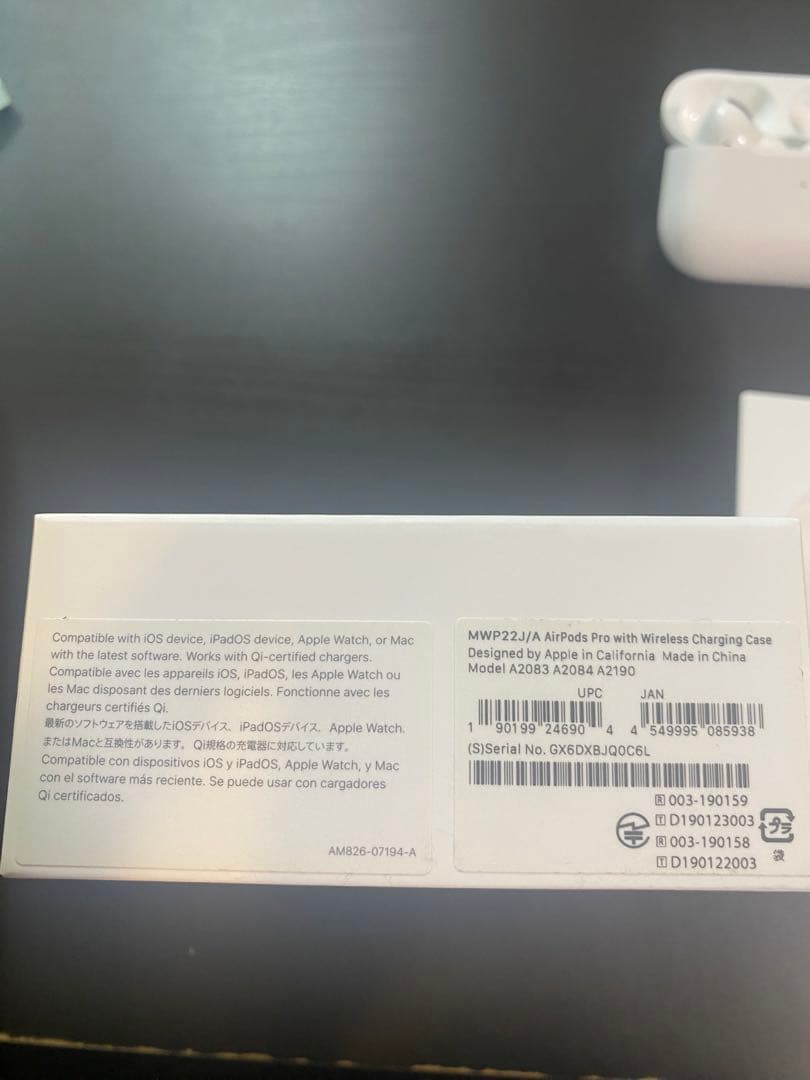 Compatible with iOS device, iPadOS device, Apple Watch, or Mac
with the latest software. Works with Qi-certified chargers.
Compatible avec les appareils iOS, iPadOS, les Apple Watch ou
les Mac disposant des derniers logiciels. Fonctionne avec les
chargeurs certifiés Qi.
最新のソフトウェアを搭載したiOSデバイス、iPadOSデバイス、Apple Watch、
またはMacと互換性があります。Qi規格の充電器に対応しています。
Compatible con dispositivos iOS y iPadOS, Apple Watch, y Mac
con el software más reciente. Se puede usar con cargadores
Qi certificados.
AM826-07194-A
MWP22J/A AirPods Pro with Wireless Charging Case
Designed by Apple in California Made in China
Model A2083 A2084 A2190
UPC JAN
1 90199 24690 4 4 549995 085938
(S)Serial No. GX6DXBJQ0C6L
R 003-190159
T D190123003
R 003-190158
T D190122003
プラ
袋